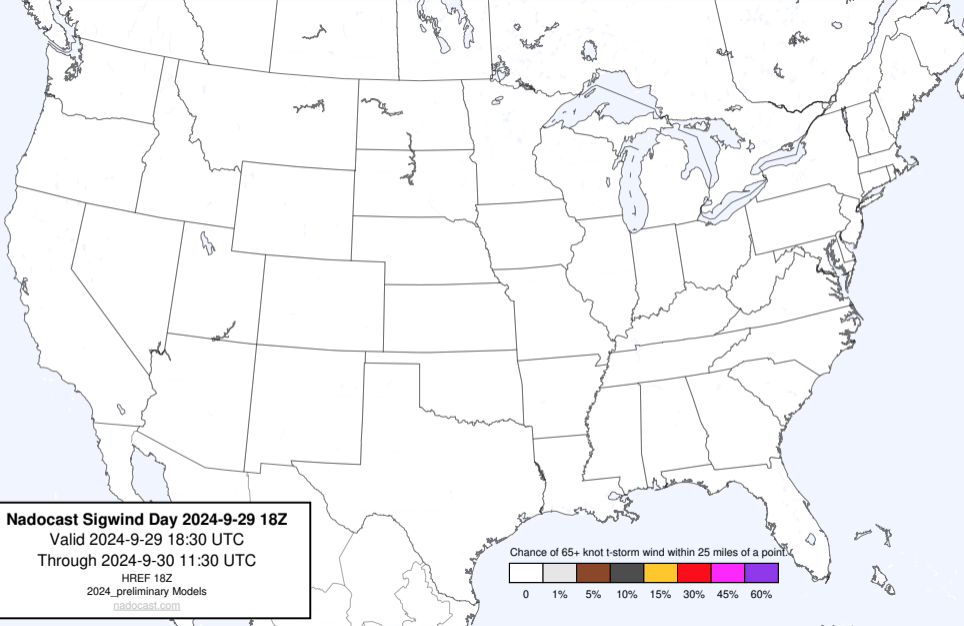 Nadocast Sigwind Day 2024-9-29 18Z
Valid 2024-9-29 18:30 UTC
Through 2024-9-30 11:30 UTC
HREF 18Z
2024_preliminary Models
nadocast.com
Chance of 65+ knot t-storm wind within 25 miles of a point.
0 1% 5% 10% 15% 30% 45% 60%